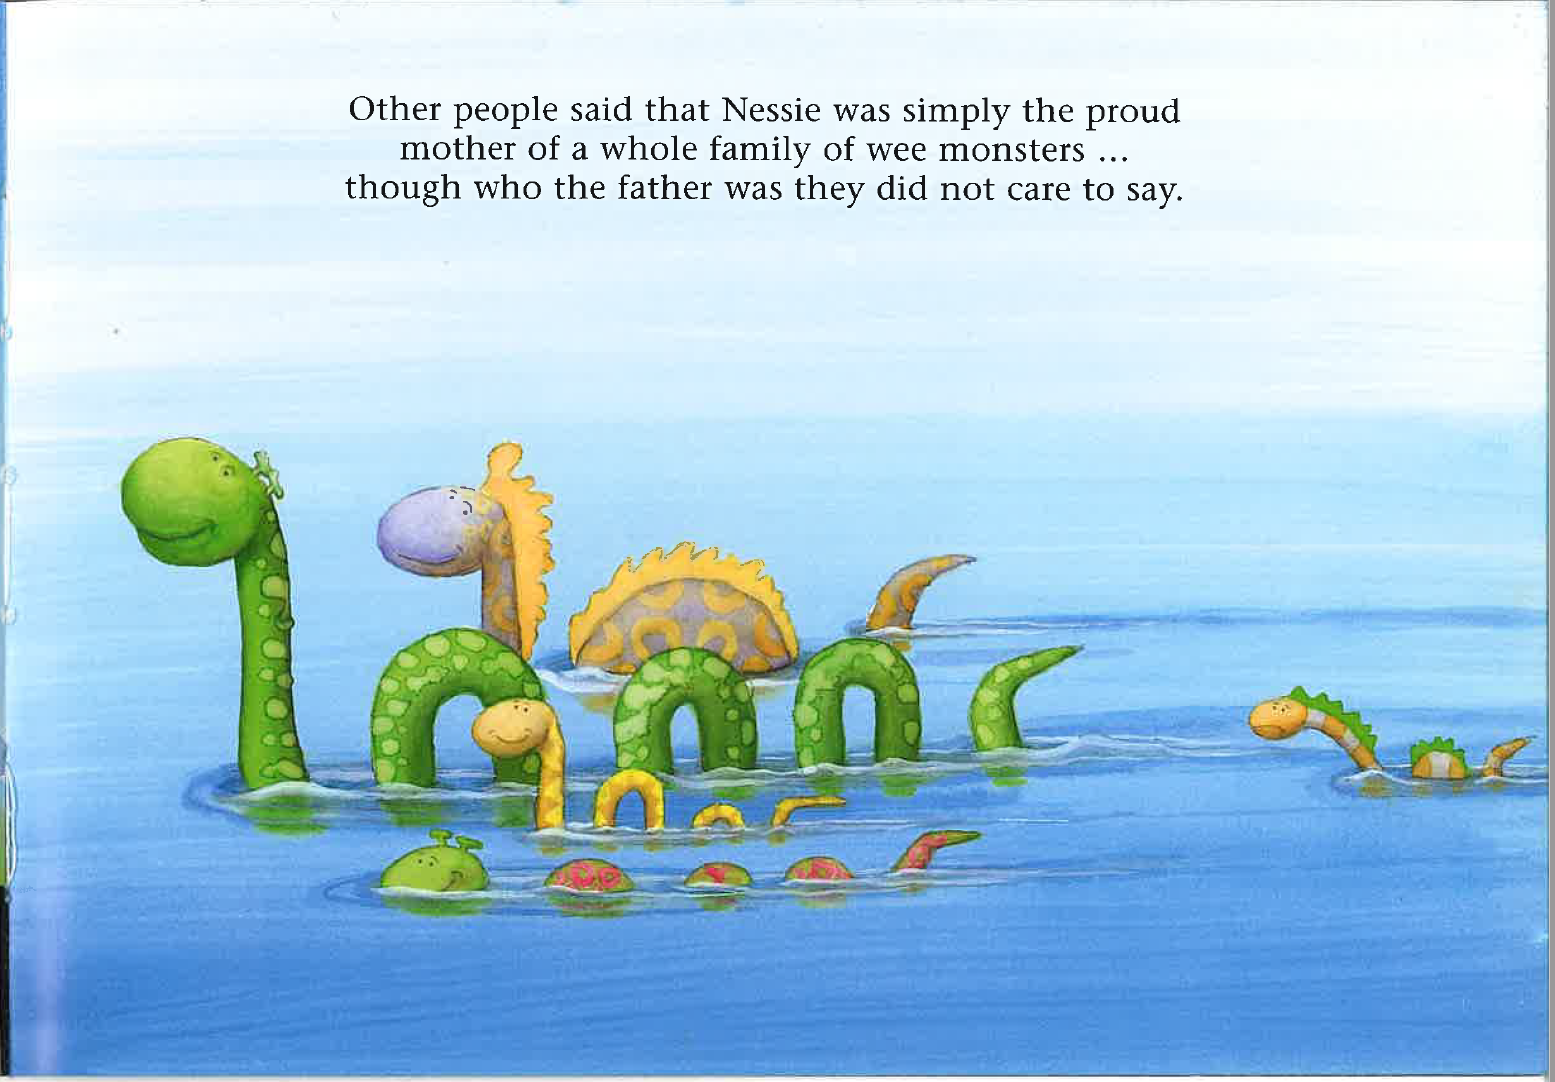 Other people said that Nessie was simply the proud
mother of a whole family of wee monsters ...
though who the father was they did not care to say.